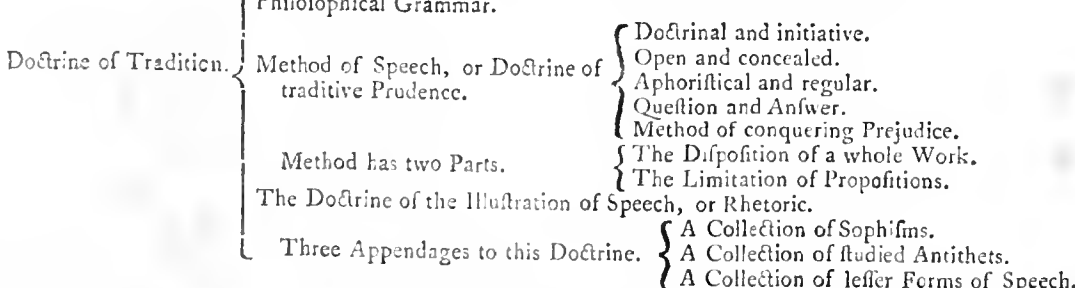 Philosophical Grammar.
Doctrine of Tradition.
Method of Speech, or Doctrine of
traditive Prudence.
Doctrinal and initiative.
Open and concealed.
Aphoriſtical and regular.
Queſtion and Anſwer.
Method of conquering Prejudice.
Method has two Parts.
The Diſpoſition of a whole Work.
The Limitation of Propoſitions.
The Doctrine of the Illuſtration of Speech, or Rhetoric.
Three Appendages to this Doctrine.
A Collection of Sophiſms.
A Collection of ſtudied Antithets.
A Collection of leſſer Forms of Speech.